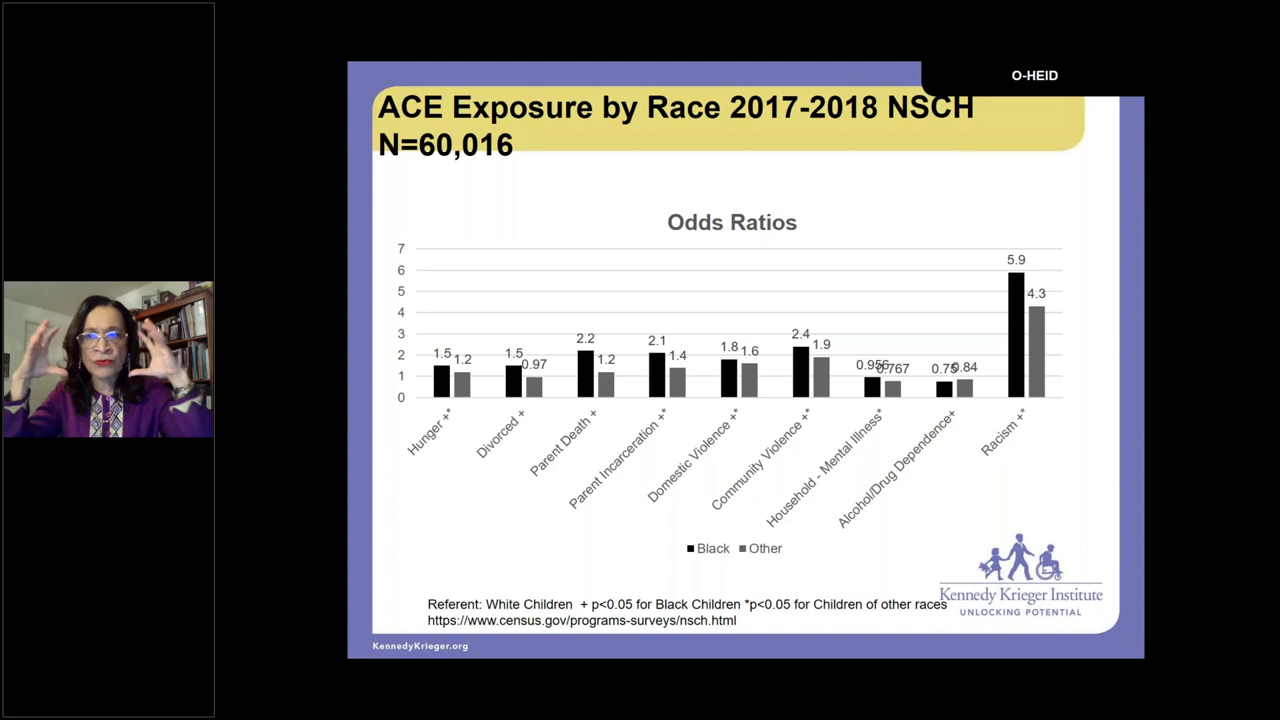 O-HEID
ACE Exposure by Race 2017-2018 NSCH
N=60,016
Odds Ratios
7
6
5
4
3
2
1
0
1.5
1.2
1.5
0.97
2.2
1.2
2.1
1.4
1.8
1.6
2.4
1.9
0.956
0.767
0.75
0.84
5.9
4.3
Hunger +*
Divorced +
Parent Death +
Parent Incarceration +*
Domestic Violence +*
Community Violence +*
Household - Mental Illness*
Alcohol/Drug Dependence+
Racism +*
Black Other
Referent: White Children + p<0.05 for Black Children *p<0.05 for Children of other races
https://www.census.gov/programs-surveys/nsch.html
Kennedy Krieger Institute
UNLOCKING POTENTIAL
KennedyKrieger.org